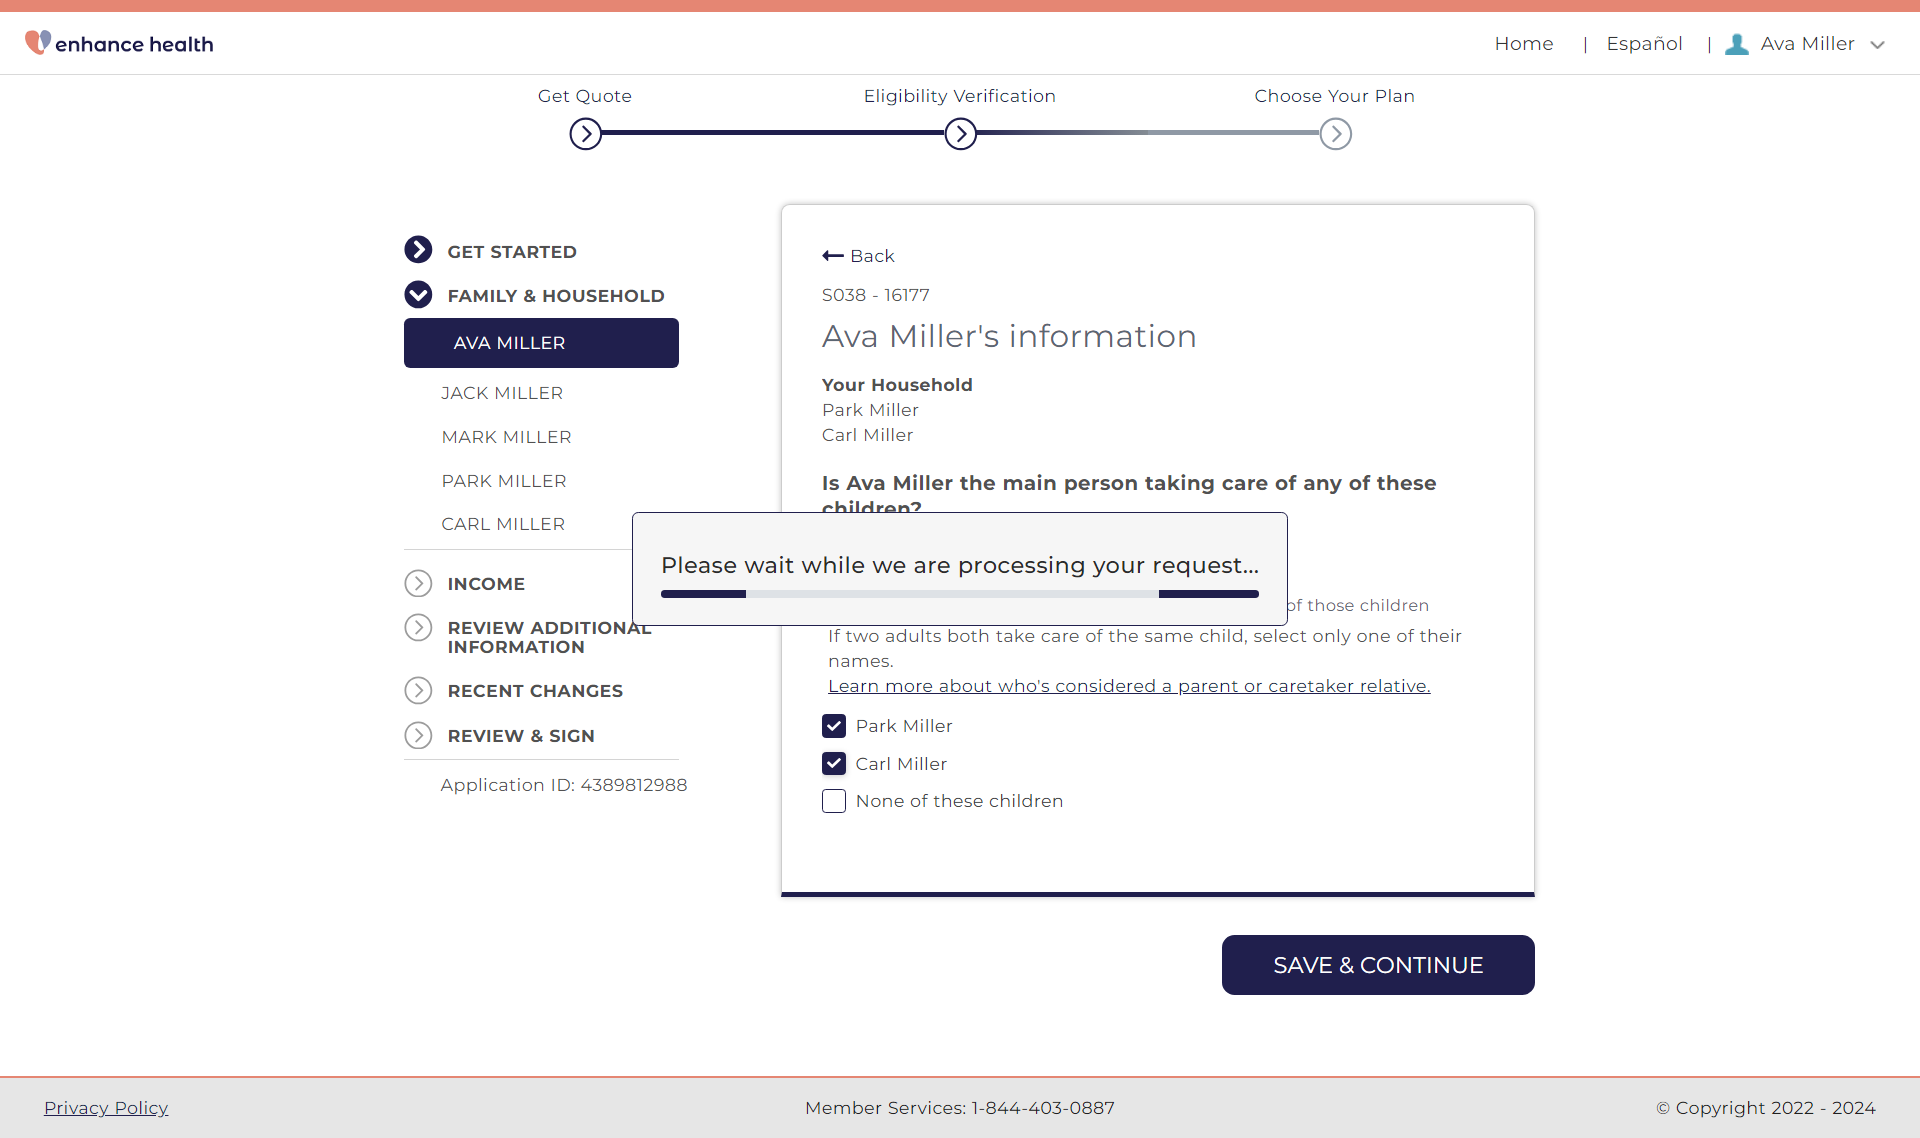 enhance health
Home | Español | Ava Miller
Get Quote
Eligibility Verification
Choose Your Plan
GET STARTED
FAMILY & HOUSEHOLD
AVA MILLER
JACK MILLER
MARK MILLER
PARK MILLER
CARL MILLER
INCOME
REVIEW ADDITIONAL
INFORMATION
RECENT CHANGES
REVIEW & SIGN
Application ID: 4389812988
Back
S038 - 16177
Ava Miller's information
Your Household
Park Miller
Carl Miller
Is Ava Miller the main person taking care of any of these
children?
Please wait while we are processing your request...
of those children
If two adults both take care of the same child, select only one of their
names.
Learn more about who's considered a parent or caretaker relative.
Park Miller
Carl Miller
None of these children
SAVE & CONTINUE
Privacy Policy
Member Services: 1-844-403-0887
© Copyright 2022 - 2024